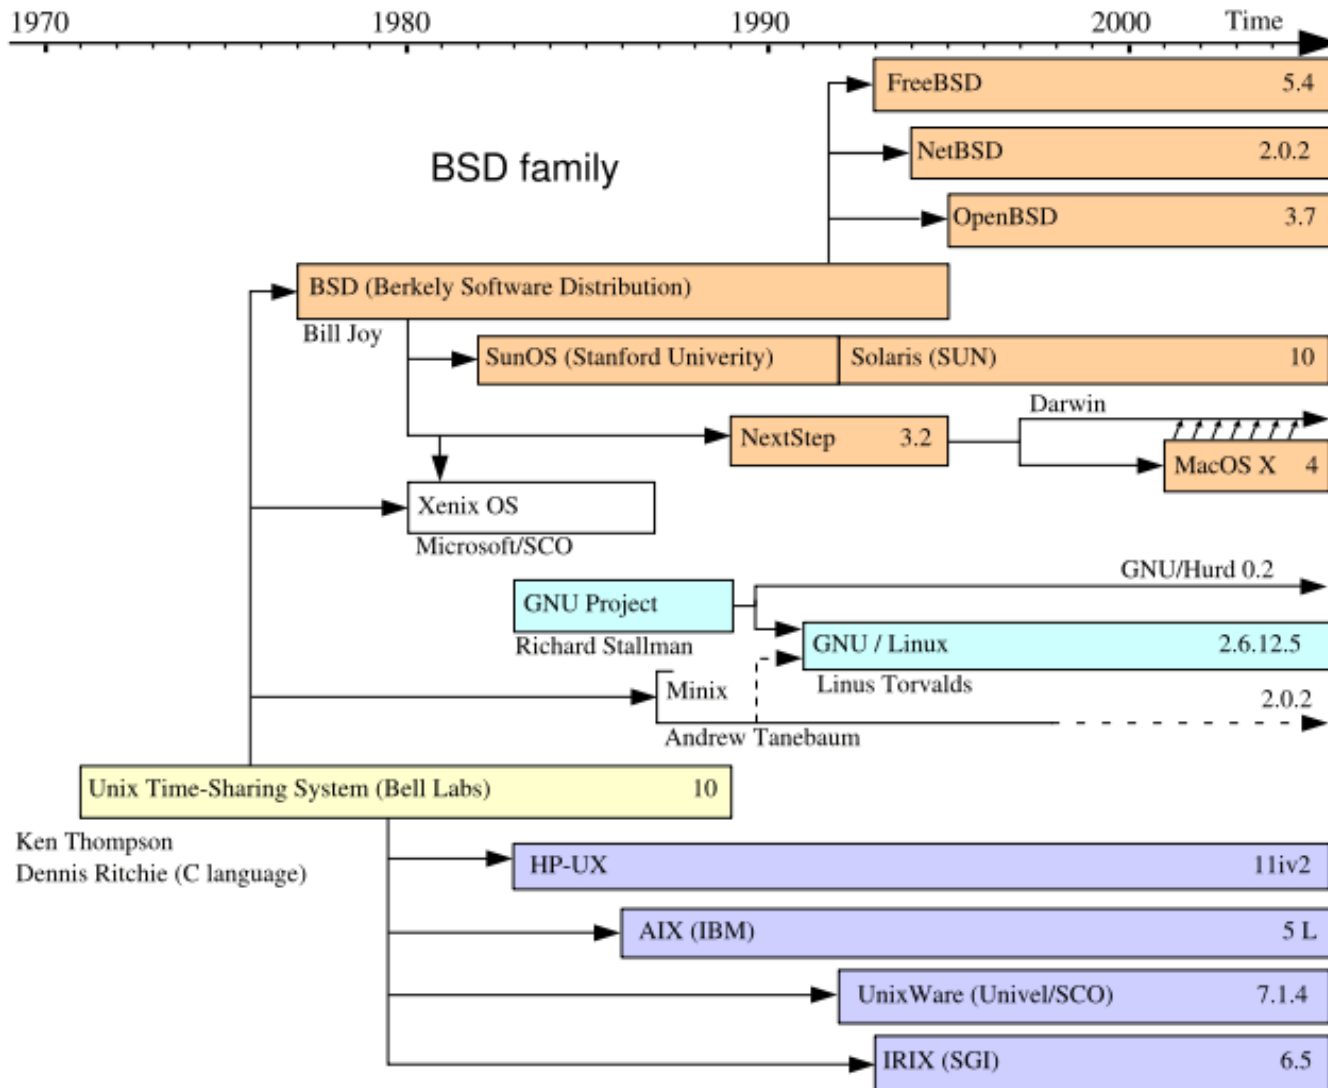 1970 1980 1990 2000 Time
FreeBSD 5.4
BSD family
NetBSD 2.0.2
OpenBSD 3.7
BSD (Berkely Software Distribution)
Bill Joy
SunOS (Stanford Univerity) Solaris (SUN) 10
Darwin
NextStep 3.2
MacOS X 4
Xenix OS
Microsoft/SCO
GNU/Hurd 0.2
GNU Project
Richard Stallman
GNU / Linux 2.6.12.5
Linus Torvalds
Minix
2.0.2
Andrew Tanebaum
Unix Time-Sharing System (Bell Labs) 10
Ken Thompson
Dennis Ritchie (C language)
HP-UX 11iv2
AIX (IBM) 5 L
UnixWare (Univel/SCO) 7.1.4
IRIX (SGI) 6.5